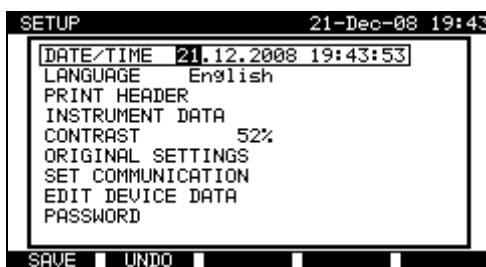 SETUP 21-Dec-08 19:43
DATE/TIME 21.12.2008 19:43:53
LANGUAGE English
PRINT HEADER
INSTRUMENT DATA
CONTRAST 52%
ORIGINAL SETTINGS
SET COMMUNICATION
EDIT DEVICE DATA
PASSWORD
SAVE UNDO